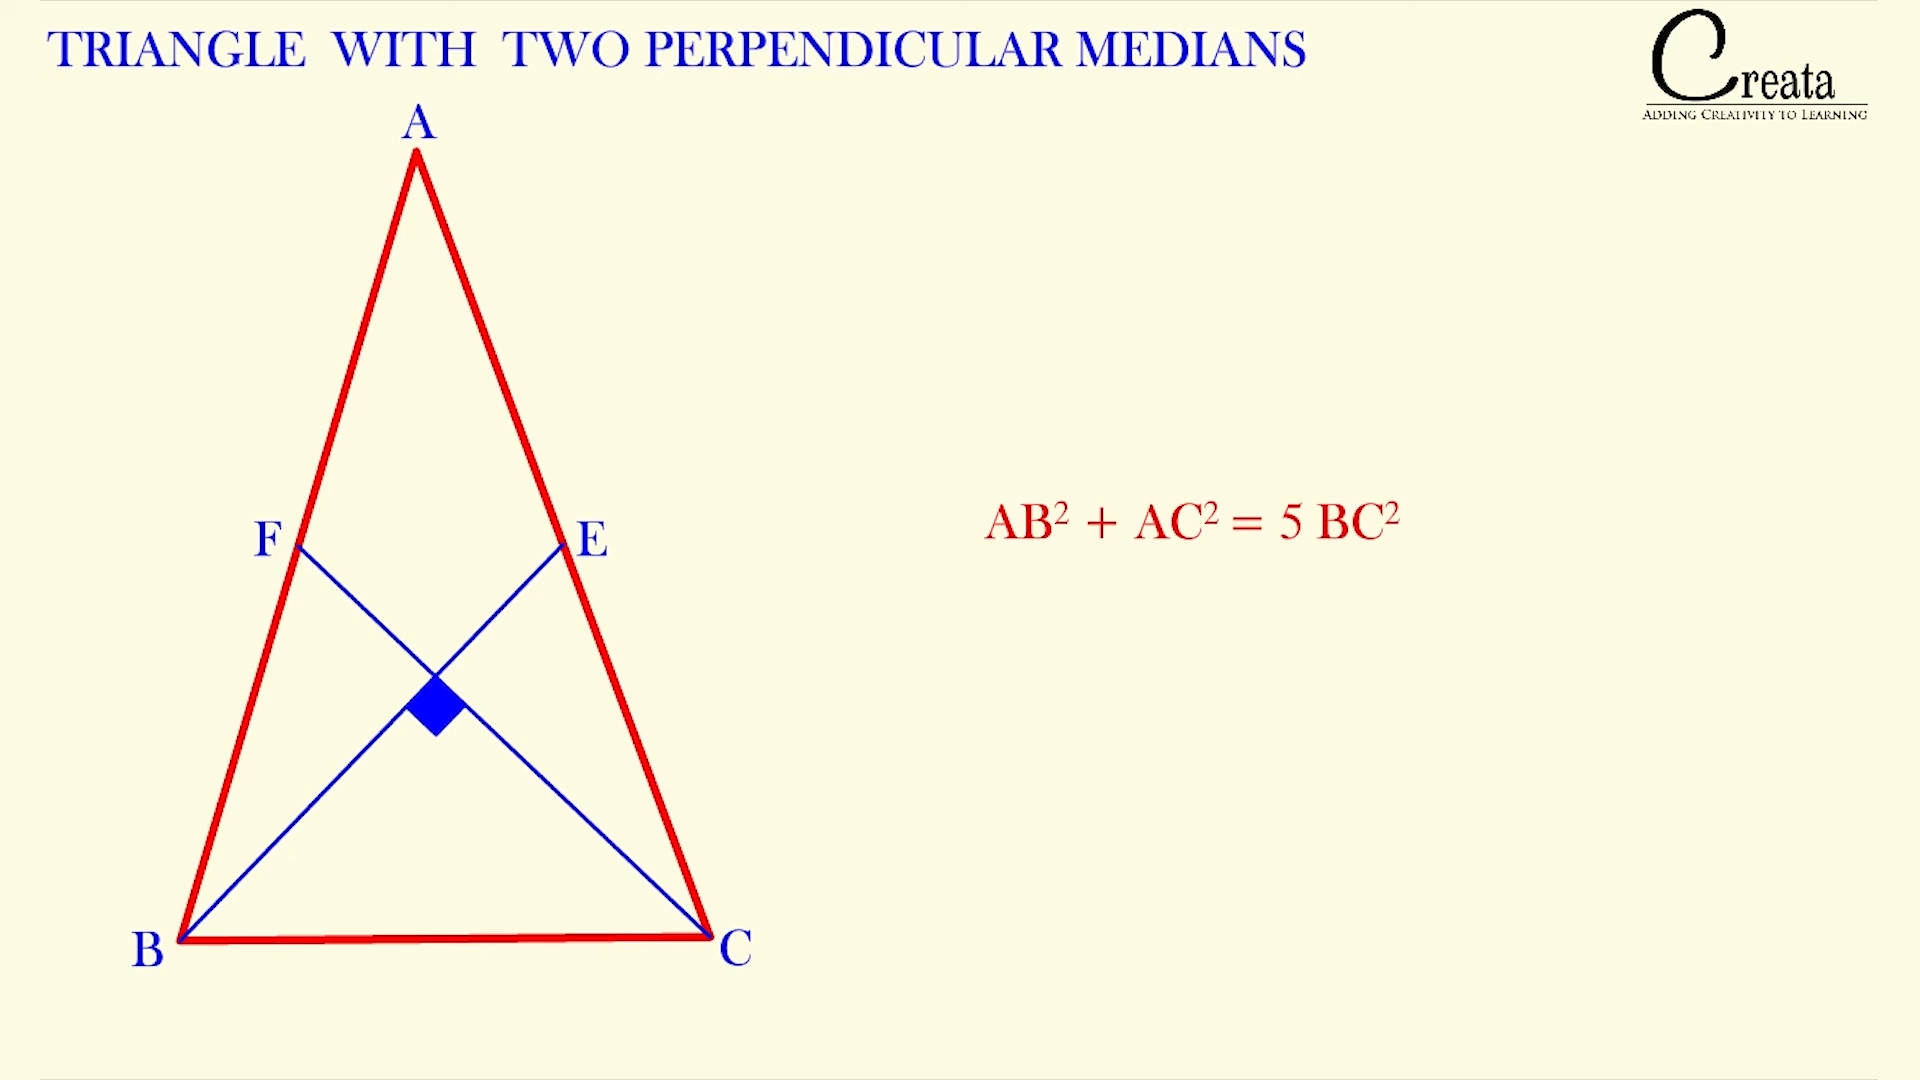 TRIANGLE WITH TWO PERPENDICULAR MEDIANS
Creata
ADDING CREATIVITY TO LEARNING
A
F
E
AB² + AC² = 5 BC²
B
C